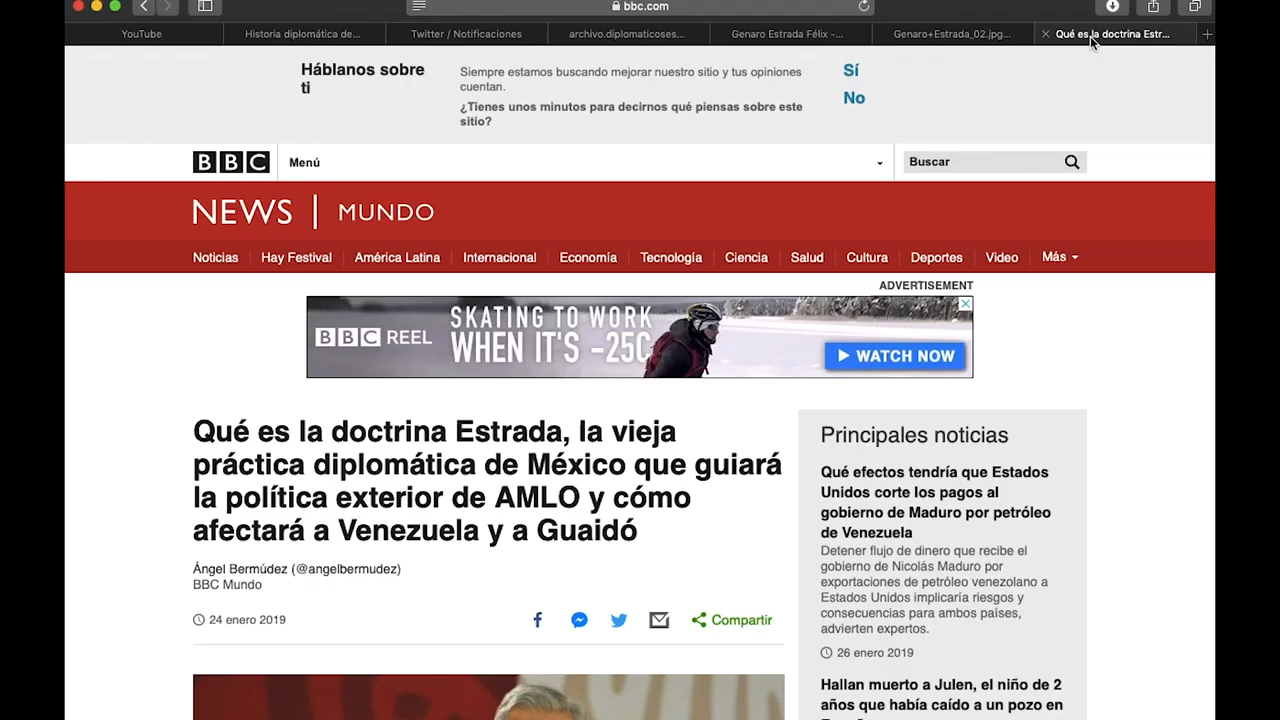 bbc.com
YouTube
Historia diplomática de...
Twitter / Notificaciones
archivo.diplomaticoses...
Genaro Estrada Félix -...
Genaro+Estrada_02.jpg...
Qué es la doctrina Estr...
Háblanos sobre
ti
Siempre estamos buscando mejorar nuestro sitio y tus opiniones
cuentan.
¿Tienes unos minutos para decirnos qué piensas sobre este
sitio?
Sí
No
BBC
Menú
Buscar
NEWS | MUNDO
Noticias Hay Festival América Latina Internacional Economía Tecnología Ciencia Salud Cultura Deportes Video Más
ADVERTISEMENT
BBC REEL
SKATING TO WORK
WHEN IT'S -25C
WATCH NOW
Qué es la doctrina Estrada, la vieja
práctica diplomática de México que guiará
la política exterior de AMLO y cómo
afectará a Venezuela y a Guaidó
Ángel Bermúdez (@angelbermudez)
BBC Mundo
24 enero 2019
Compartir
Principales noticias
Qué efectos tendría que Estados
Unidos corte los pagos al
gobierno de Maduro por petróleo
de Venezuela
Detener flujo de dinero que recibe el
gobierno de Nicolás Maduro por
exportaciones de petróleo venezolano a
Estados Unidos implicaría riesgos y
consecuencias para ambos países,
advierten expertos.
26 enero 2019
Hallan muerto a Julen, el niño de 2
años que había caído a un pozo en